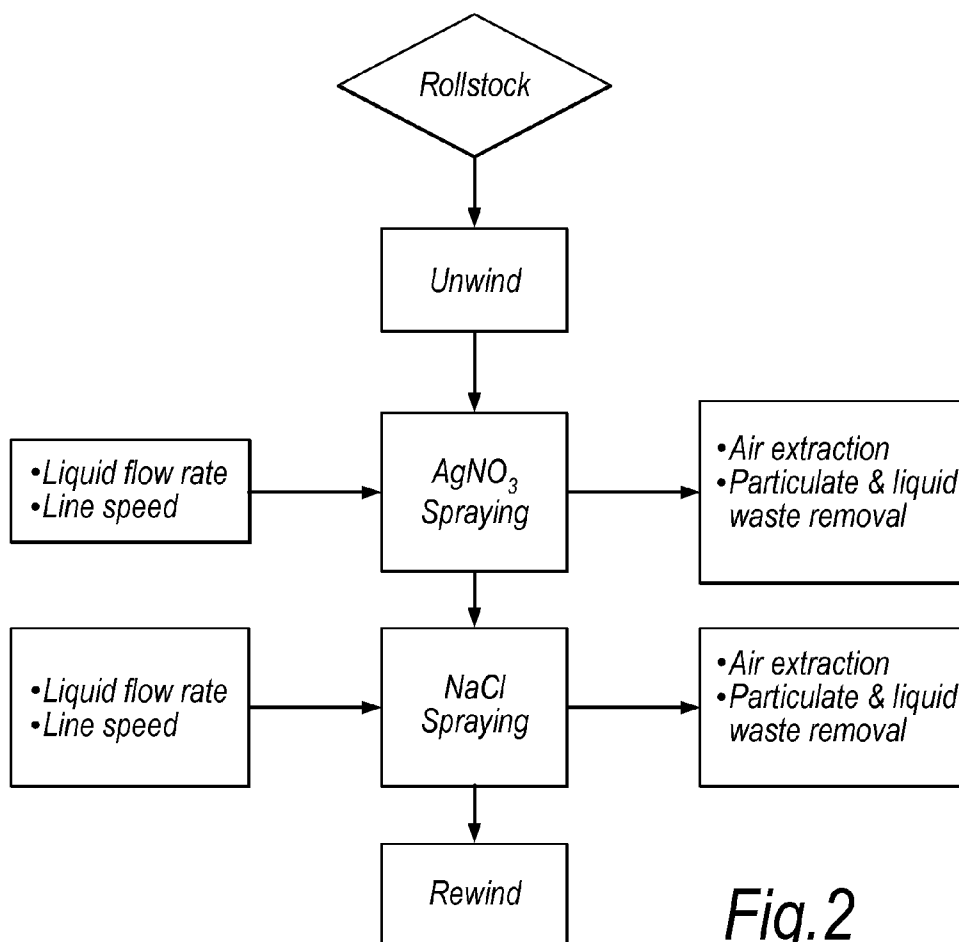 Rollstock
Unwind
•Liquid flow rate
•Line speed
AgNO₃
Spraying
•Air extraction
•Particulate & liquid
waste removal
•Liquid flow rate
•Line speed
NaCl
Spraying
•Air extraction
•Particulate & liquid
waste removal
Rewind
Fig.2